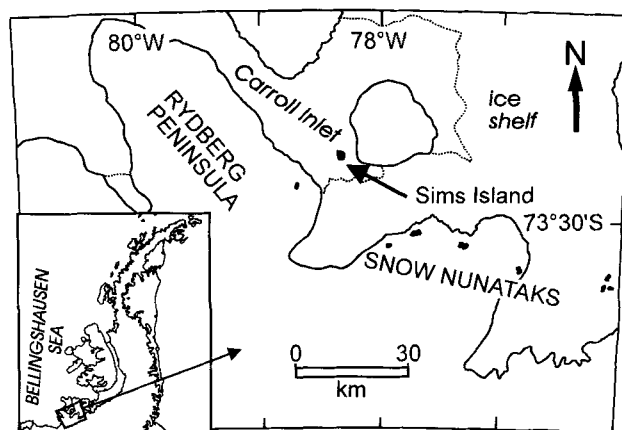 80°W
78°W
N
Carroll Inlet
ice
shelf
RYDBERG
PENINSULA
Sims Island
73°30'S
SNOW NUNATAKS
BELLINGSHAUSEN
SEA
0
30
km